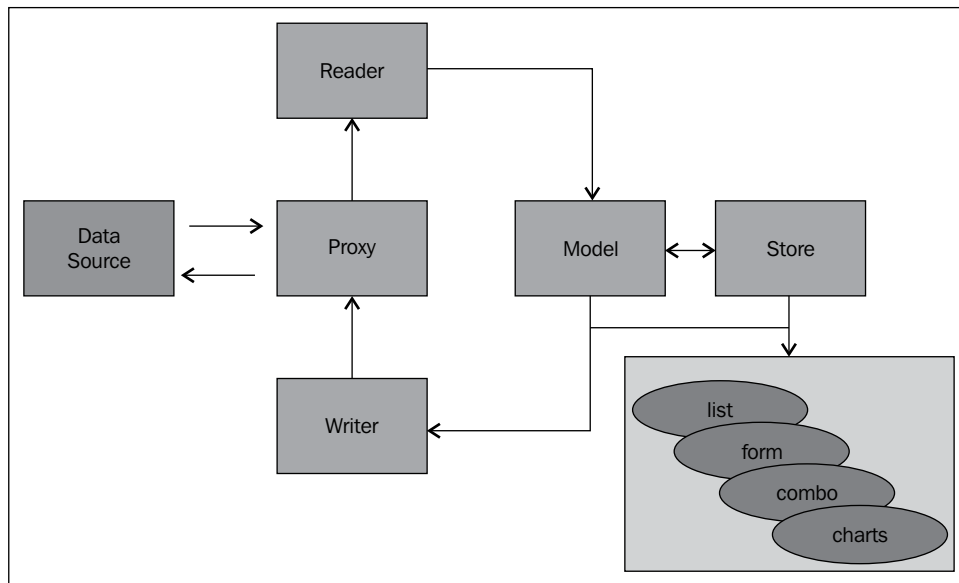 Reader
Data
Source
Proxy
Model
Store
Writer
list
form
combo
charts